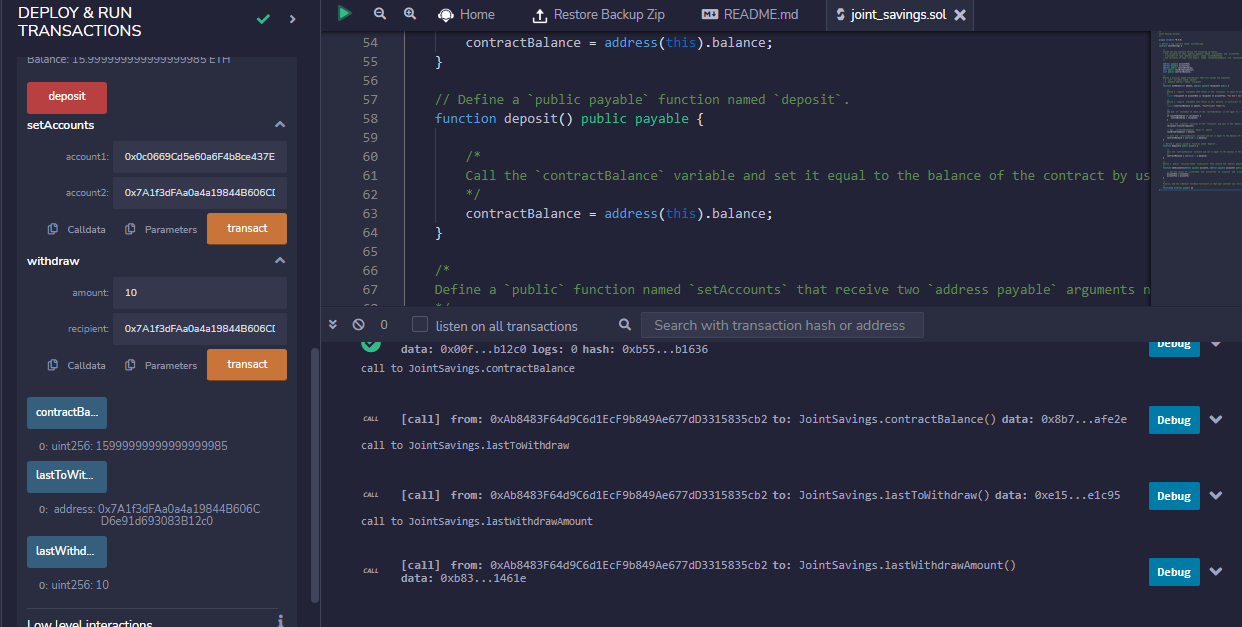 DEPLOY & RUN
TRANSACTIONS
Balance: 15.999999999999999985 ETH
deposit
setAccounts
account1: 0x0c0669Cd5e60a6F4b8ce437E
account2: 0x7A1f3dFAa0a4a19844B606CD
Calldata Parameters transact
withdraw
amount: 10
recipient: 0x7A1f3dFAa0a4a19844B606CD
Calldata Parameters transact
contractBa...
0: uint256: 15999999999999999985
lastToWit...
0: address: 0x7A1f3dFAa0a4a19844B606C
D6e91d693083B12c0
lastWithd...
0: uint256: 10
Low level interactions
Home Restore Backup Zip README.md joint_savings.sol
54 contractBalance = address(this).balance;
55 }
56
57 // Define a `public payable` function named `deposit`.
58 function deposit() public payable {
59
60 /*
61 Call the `contractBalance` variable and set it equal to the balance of the contract by us
62 */
63 contractBalance = address(this).balance;
64 }
65
66 /*
67 Define a `public` function named `setAccounts` that receive two `address payable` arguments n
68 */
0 listen on all transactions Search with transaction hash or address
data: 0x00f...b12c0 logs: 0 hash: 0xb55...b1636 Debug
call to JointSavings.contractBalance
CALL [call] from: 0xAb8483F64d9C6d1EcF9b849Ae677dD3315835cb2 to: JointSavings.contractBalance() data: 0x8b7...afe2e Debug
call to JointSavings.lastToWithdraw
CALL [call] from: 0xAb8483F64d9C6d1EcF9b849Ae677dD3315835cb2 to: JointSavings.lastToWithdraw() data: 0xe15...e1c95 Debug
call to JointSavings.lastWithdrawAmount
CALL [call] from: 0xAb8483F64d9C6d1EcF9b849Ae677dD3315835cb2 to: JointSavings.lastWithdrawAmount() Debug
data: 0xb83...1461e